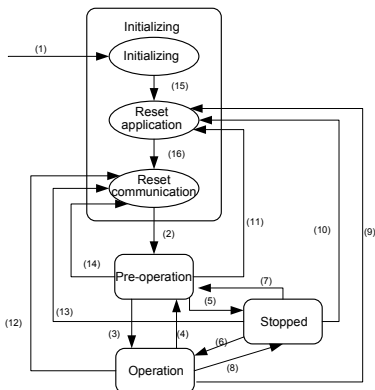 Initializing
(1)
Initializing
(15)
Reset
application
(16)
Reset
communication
(2)
(11)
(10)
(9)
(14)
Pre-operation
(7)
(5)
(12)
(13)
Stopped
(3)
(4)
(6)
(8)
Operation